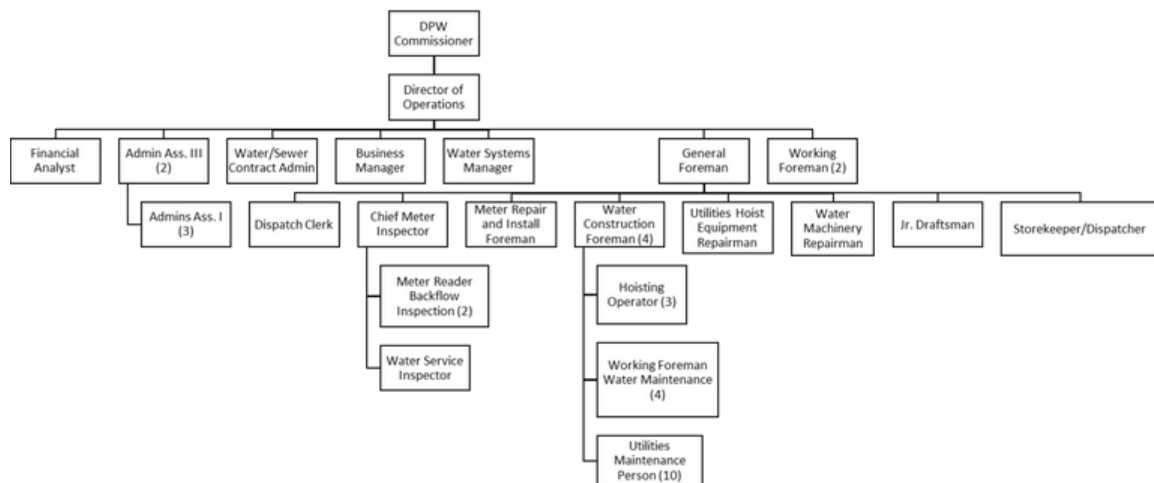 DPW
Commissioner
Director of
Operations
Financial
Analyst
Admin Ass. III
(2)
Water/Sewer
Contract Admin
Business
Manager
Water Systems
Manager
General
Foreman
Working
Foreman (2)
Admins Ass. I
(3)
Dispatch Clerk
Chief Meter
Inspector
Meter Repair
and Install
Foreman
Water
Construction
Foreman (4)
Utilities Hoist
Equipment
Repairman
Water
Machinery
Repairman
Jr. Draftsman
Storekeeper/Dispatcher
Meter Reader
Backflow
Inspection (2)
Water Service
Inspector
Hoisting
Operator (3)
Working Foreman
Water Maintenance
(4)
Utilities
Maintenance
Person (10)